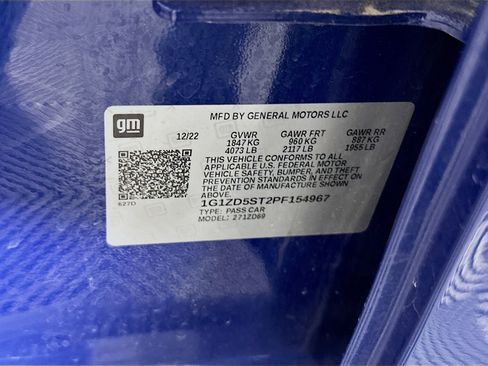 gm
MFD BY GENERAL MOTORS LLC
12/22 GVWR GAWR FRT GAWR RR
1847 KG 960 KG 887 KG
4073 LB 2117 LB 1955 LB
THIS VEHICLE CONFORMS TO ALL
APPLICABLE U.S. FEDERAL MOTOR
VEHICLE SAFETY, BUMPER, AND THEFT
PREVENTION STANDARDS IN EFFECT ON
THE DATE OF MANUFACTURE SHOWN
ABOVE.
627D
1G1ZD5ST2PF154967
TYPE: PASS CAR
MODEL: 271ZD69